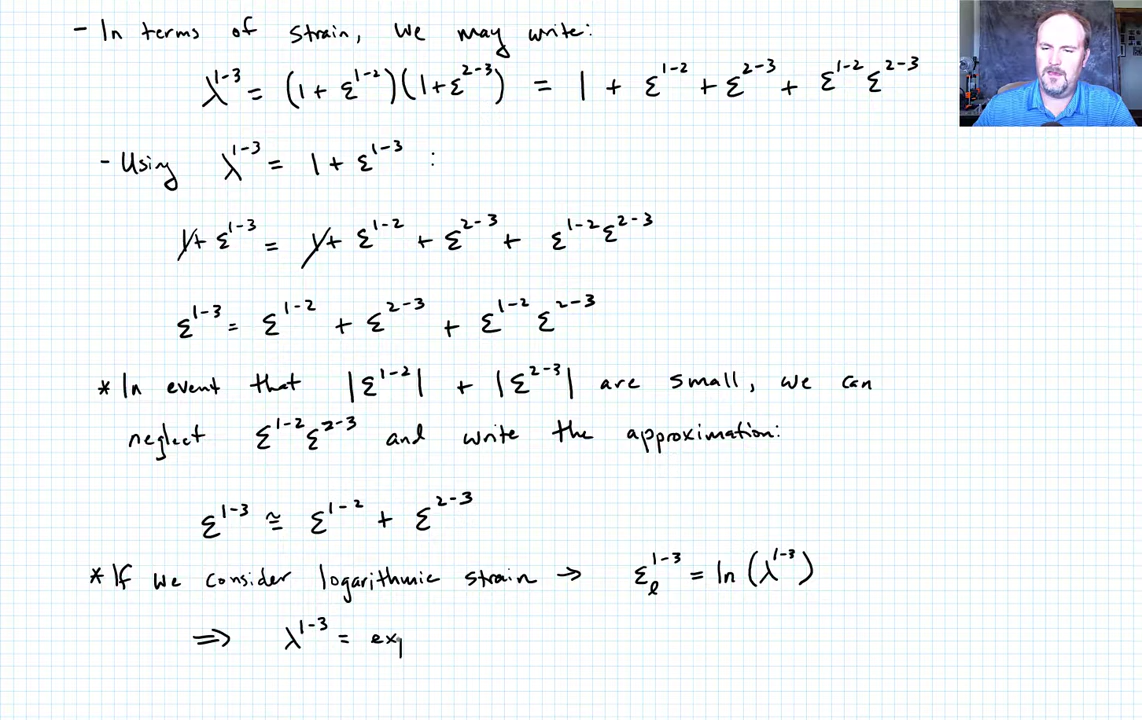 - In terms of strain, we may write:
λ^{1-3} = (1 + ε^{1-2})(1+ε^{2-3}) = 1 + ε^{1-2} + ε^{2-3} + ε^{1-2} ε^{2-3}
- Using λ^{1-3} = 1 + ε^{1-3} :
1+ ε^{1-3} = 1+ ε^{1-2} + ε^{2-3} + ε^{1-2}ε^{2-3}
ε^{1-3} = ε^{1-2} + ε^{2-3} + ε^{1-2} ε^{2-3}
* In event that |ε^{1-2}| + |ε^{2-3}| are small, we can
neglect ε^{1-2}ε^{2-3} and write the approximation:
ε^{1-3} ≅ ε^{1-2} + ε^{2-3}
* If we consider logarithmic strain → ε_ℓ^{1-3} = ln (λ^{1-3})
⇒ λ^{1-3} = exp